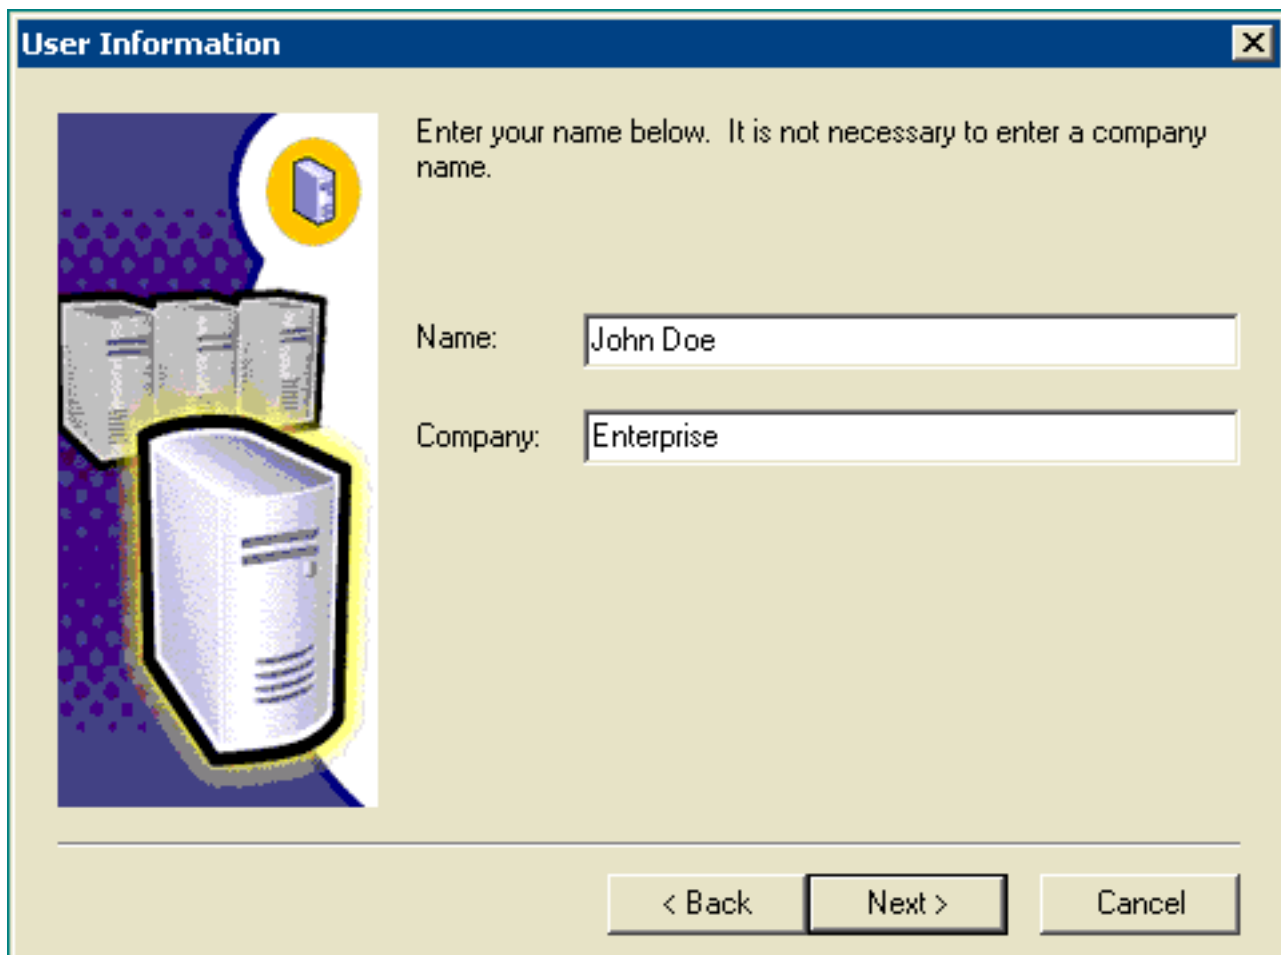 User Information
Enter your name below.  It is not necessary to enter a company
name.
Name:
John Doe
Company:
Enterprise
< Back
Next >
Cancel